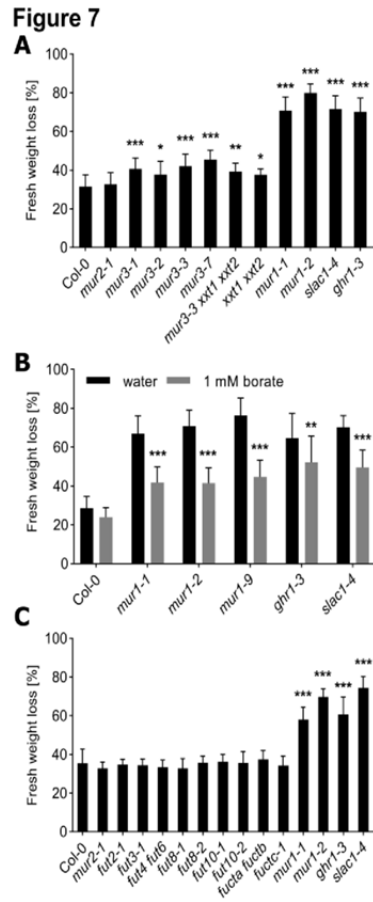 Figure 7
A
Fresh weight loss [%]
100
80
60
40
20
0
*** * *** *** ** * *** *** *** ***
Col-0
mur2-1
mur3-1
mur3-2
mur3-3
mur3-7
mur3-3 xxt1 xxt2
xxt1 xxt2
mur1-1
mur1-2
slac1-4
ghr1-3
B
water 1 mM borate
Fresh weight loss [%]
100
80
60
40
20
0
*** *** *** ** ***
Col-0
mur1-1
mur1-2
mur1-9
ghr1-3
slac1-4
C
Fresh weight loss [%]
100
80
60
40
20
0
*** *** *** ***
Col-0
mur2-1
fut2-1
fut3-1
fut4 fut6
fut8-1
fut8-2
fut10-1
fut10-2
fucta fuctb
fuctc-1
mur1-1
mur1-2
ghr1-3
slac1-4